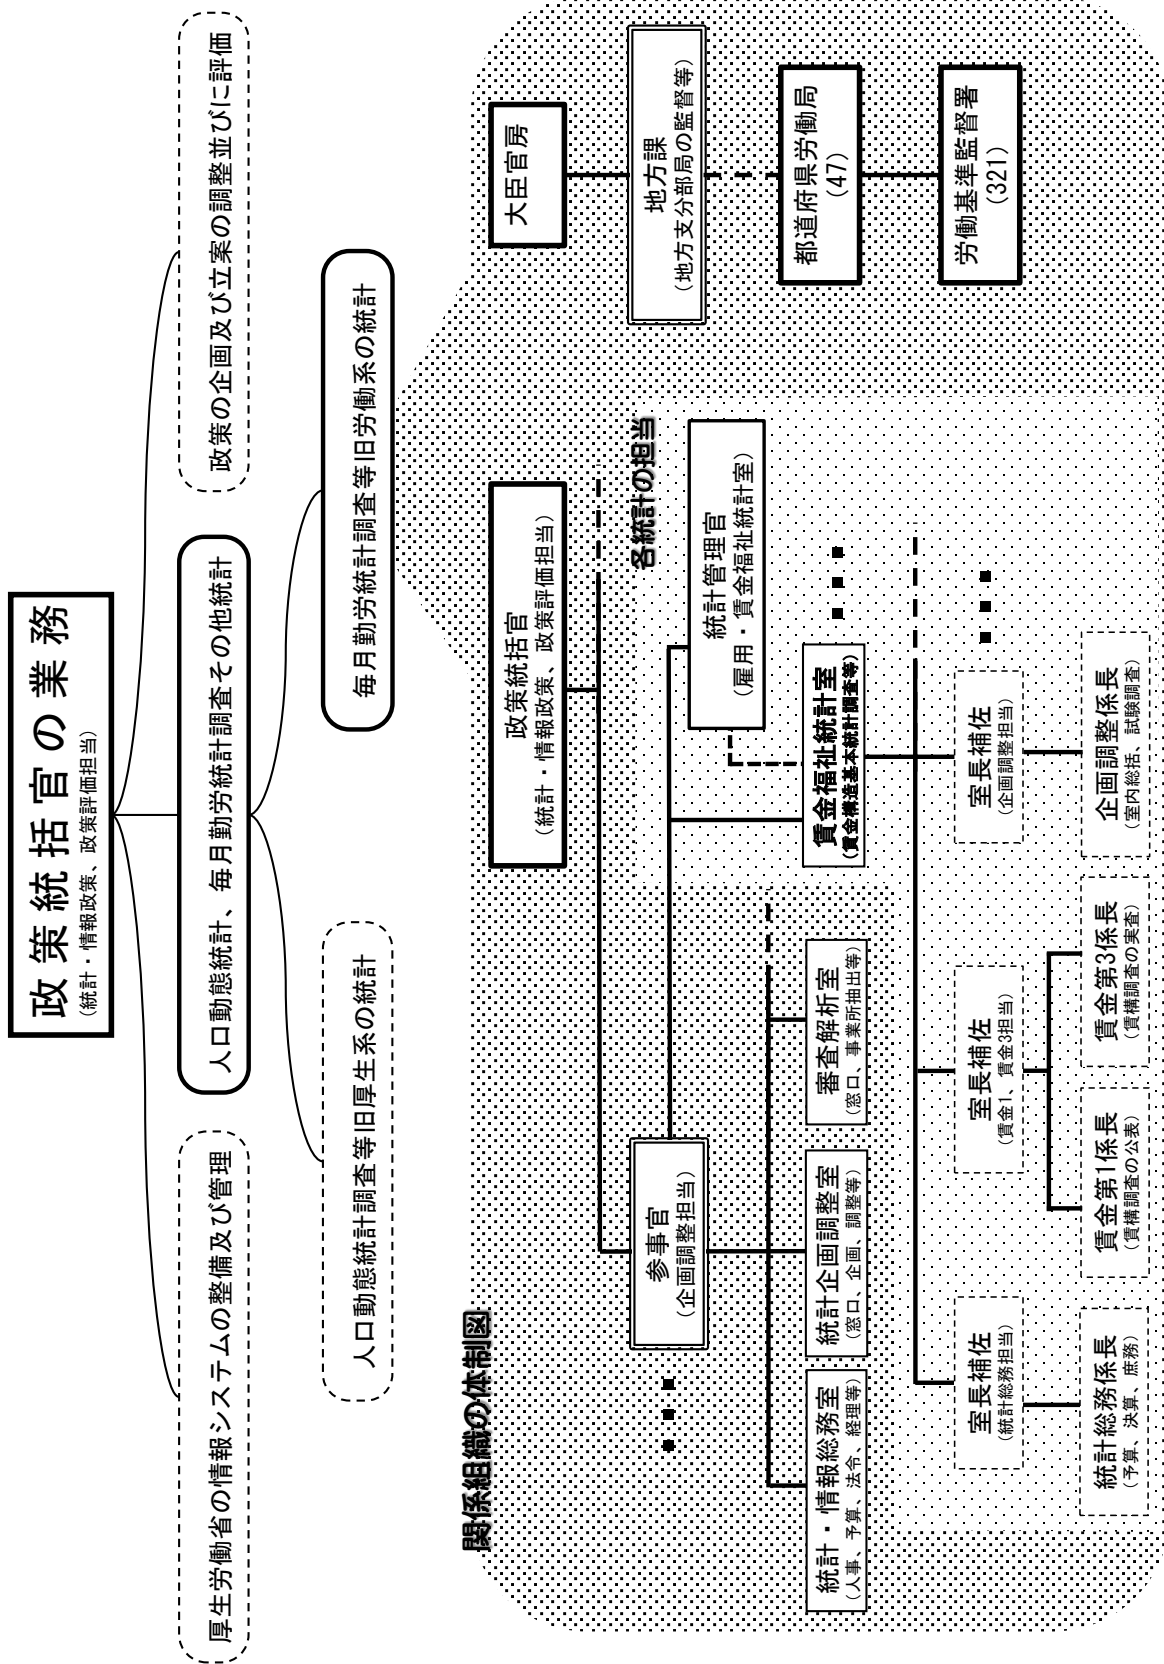 政策統括官の業務
(統計・情報政策、政策評価担当)
厚生労働省の情報システムの整備及び管理
人口動態統計、毎月勤労統計調査その他統計
政策の企画及び立案の調整並びに評価
人口動態統計調査等旧厚生系の統計
毎月勤労統計調査等旧労働系の統計
関係組織の体制図
政策統括官
(統計・情報政策、政策評価担当)
大臣官房
参事官
(企画調整担当)
各統計の担当
地方課
(地方支分部局の監督等)
統計管理官
(雇用・賃金福祉統計室)
統計・情報総務室
(人事、予算、法令、経理等)
統計企画調整室
(窓口、企画、調整等)
審査解析室
(窓口、事業所抽出等)
賃金福祉統計室
(賃金構造基本統計調査等)
都道府県労働局
(47)
労働基準監督署
(321)
室長補佐
(統計総務担当)
室長補佐
(賃金1、賃金3担当)
室長補佐
(企画調整担当)
統計総務係長
(予算、決算、庶務)
賃金第1係長
(賃構調査の公表)
賃金第3係長
(賃構調査の実査)
企画調整係長
(室内総括、試験調査)